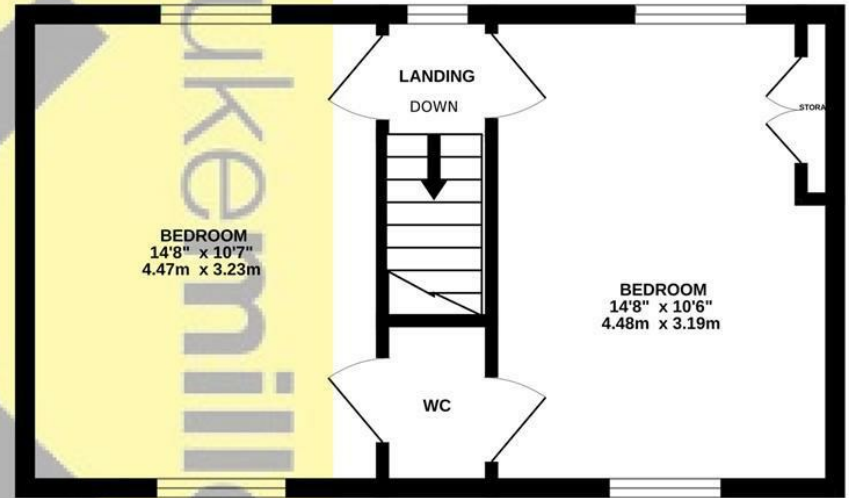 LANDING
DOWN
STORA
BEDROOM
14'8" x 10'7"
4.47m x 3.23m
BEDROOM
14'8" x 10'6"
4.48m x 3.19m
WC
ukemill